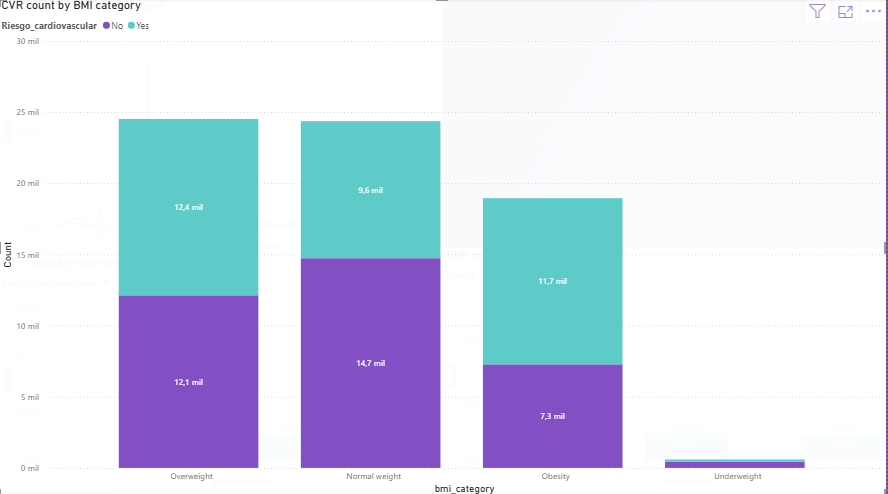 CVR count by BMI category
Riesgo_cardiovascular No Yes
30 mil
25 mil
20 mil
15 mil
10 mil
5 mil
0 mil
Count
12,4 mil
12,1 mil
9,6 mil
14,7 mil
11,7 mil
7,3 mil
Overweight Normal weight Obesity Underweight
bmi_category